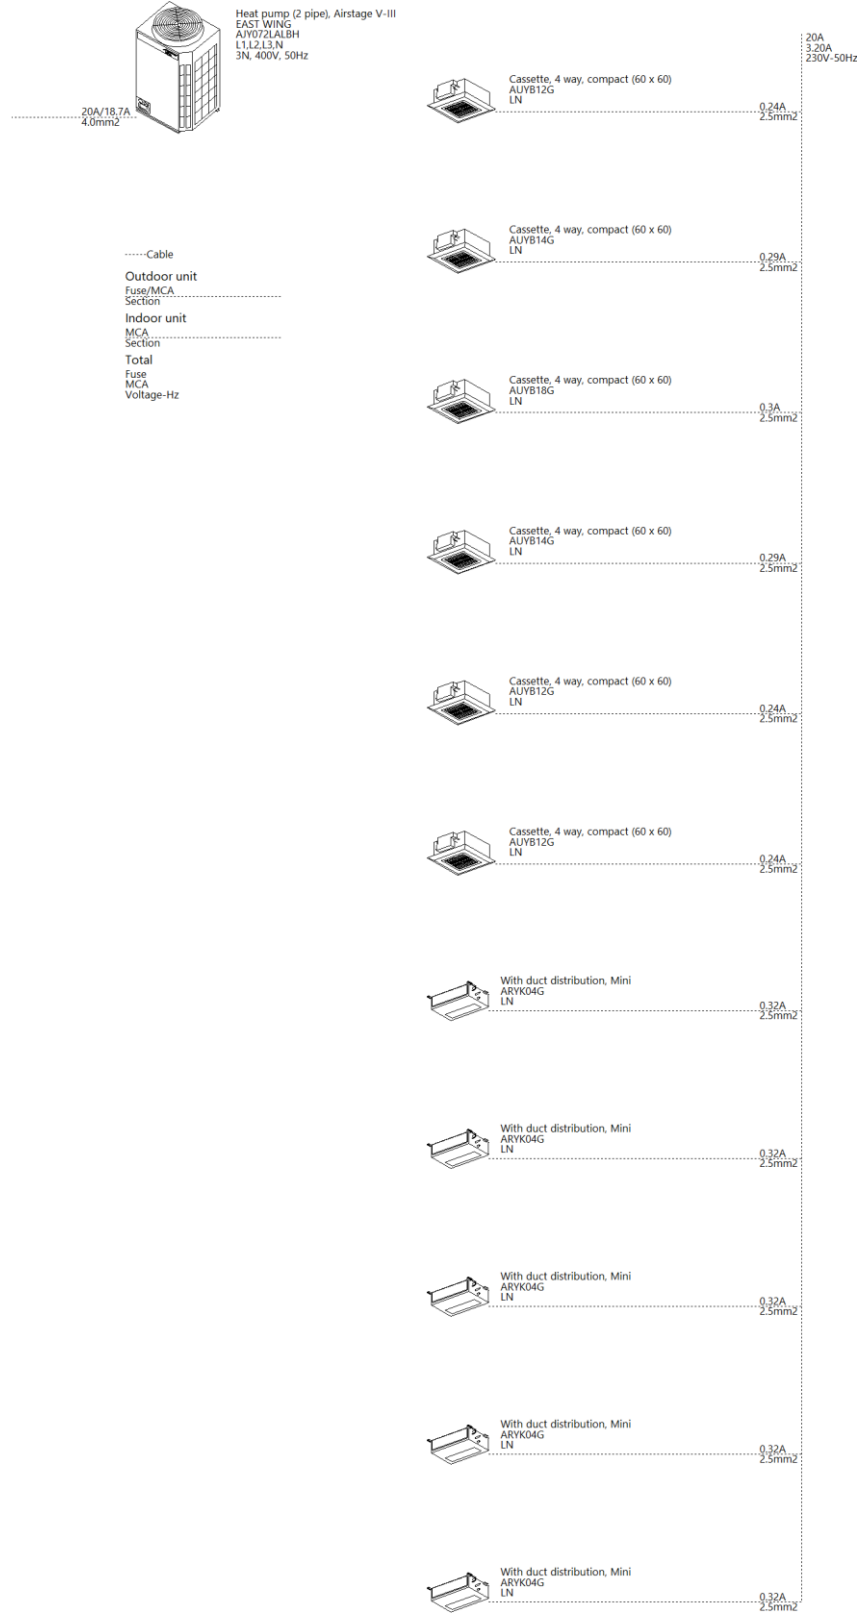 Heat pump (2 pipe), Airstage V-III
EAST WING
AJY072LALBH
L1,L2,L3,N
3N, 400V, 50Hz
20A/18.7A
4.0mm2
20A
3.20A
230V-50Hz
Cassette, 4 way, compact (60 x 60)
AUYB12G
LN
0.24A
2.5mm2
Cassette, 4 way, compact (60 x 60)
AUYB14G
LN
0.29A
2.5mm2
Cable
Outdoor unit
Fuse/MCA
Section
Indoor unit
MCA
Section
Total
Fuse
MCA
Voltage-Hz
Cassette, 4 way, compact (60 x 60)
AUYB18G
LN
0.3A
2.5mm2
Cassette, 4 way, compact (60 x 60)
AUYB14G
LN
0.29A
2.5mm2
Cassette, 4 way, compact (60 x 60)
AUYB12G
LN
0.24A
2.5mm2
Cassette, 4 way, compact (60 x 60)
AUYB12G
LN
0.24A
2.5mm2
With duct distribution, Mini
ARYK04G
LN
0.32A
2.5mm2
With duct distribution, Mini
ARYK04G
LN
0.32A
2.5mm2
With duct distribution, Mini
ARYK04G
LN
0.32A
2.5mm2
With duct distribution, Mini
ARYK04G
LN
0.32A
2.5mm2
With duct distribution, Mini
ARYK04G
LN
0.32A
2.5mm2